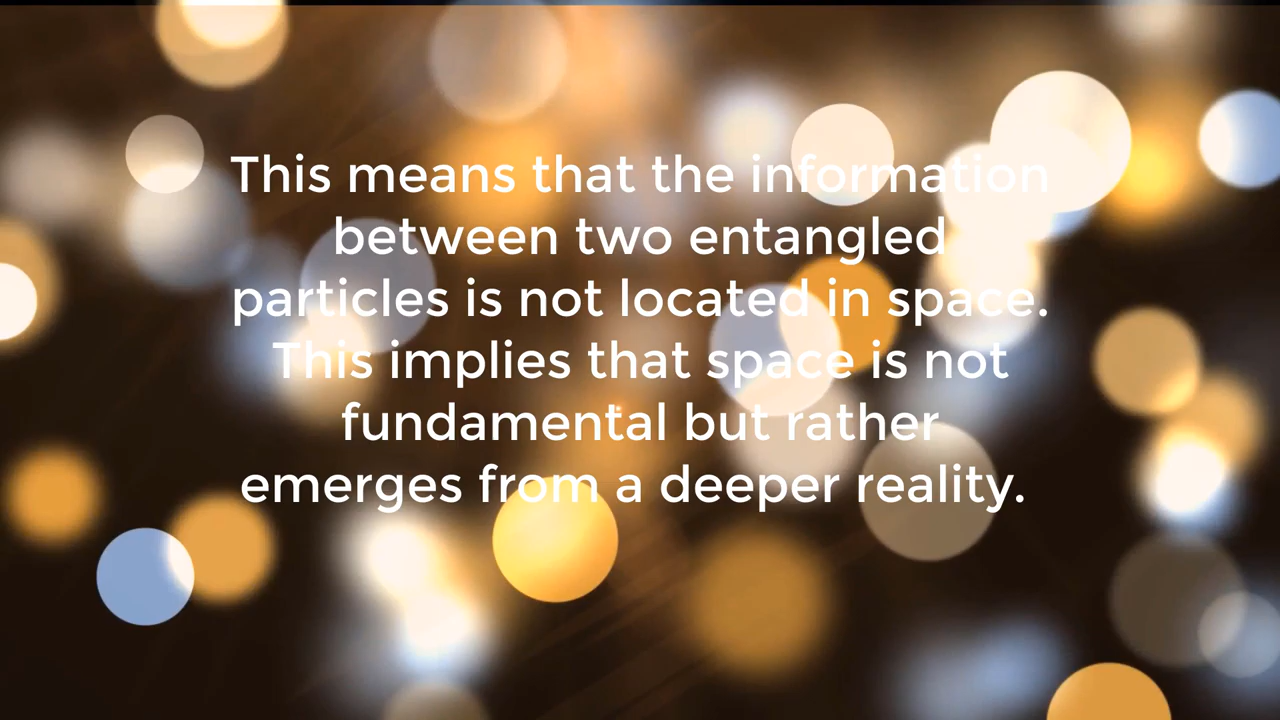 This means that the information
between two entangled
particles is not located in space.
This implies that space is not
fundamental but rather
emerges from a deeper reality.